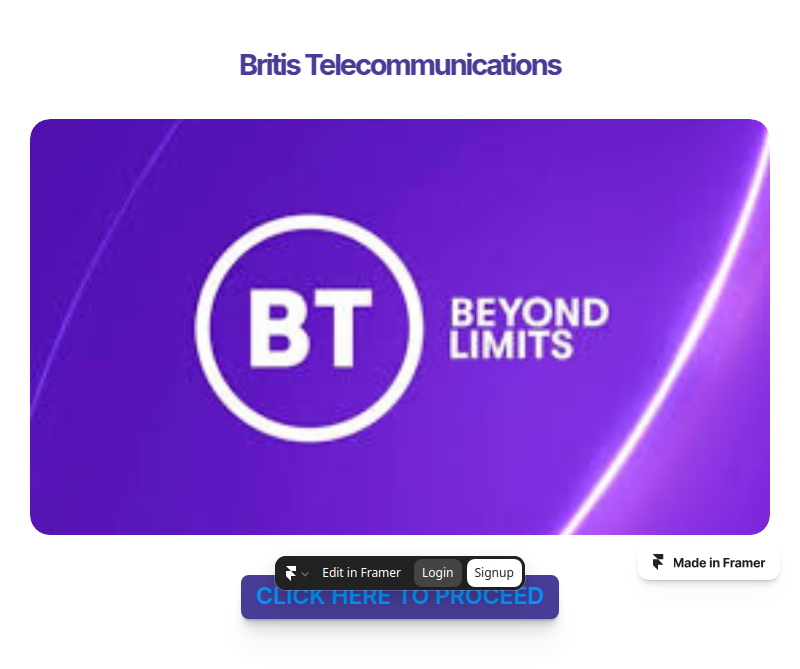 Britis Telecommunications
BT
BEYOND
LIMITS
Edit in Framer
Login
Signup
Made in Framer
CLICK HERE TO PROCEED